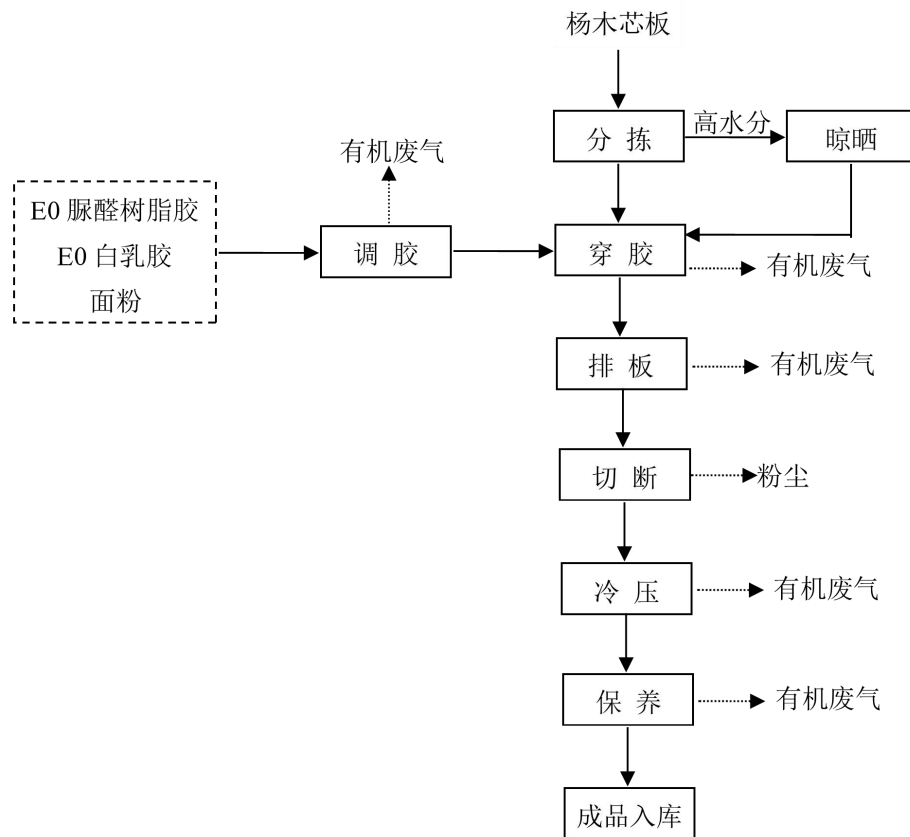 杨木芯板
分 拣
高水分
晾晒
有机废气
E0 脲醛树脂胶
E0 白乳胶
面粉
调 胶
穿 胶
有机废气
排 板
有机废气
切 断
粉尘
冷 压
有机废气
保 养
有机废气
成品入库